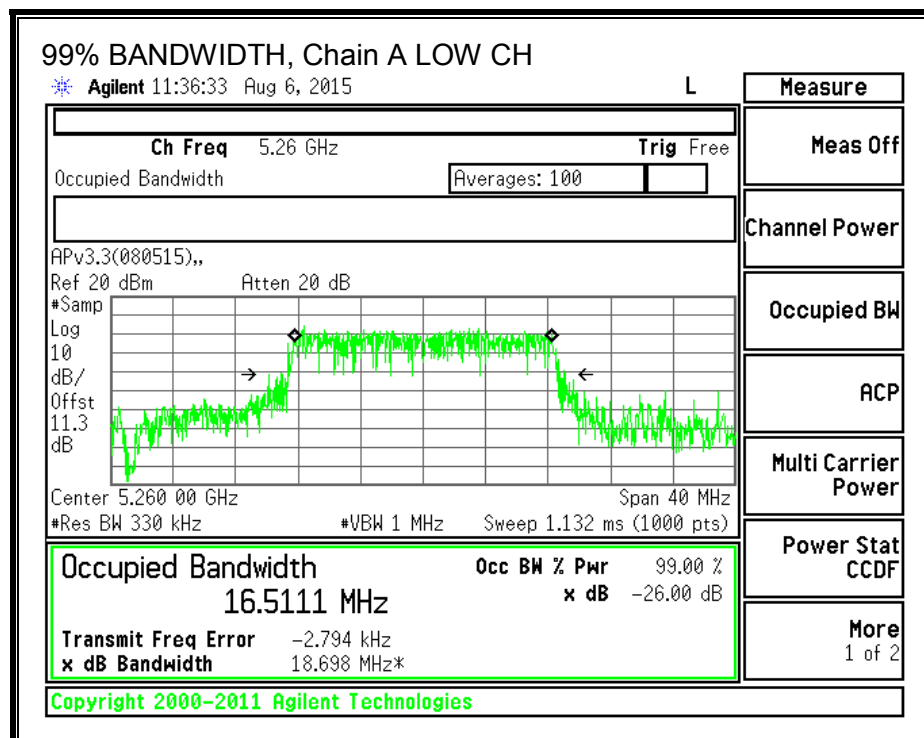 99% BANDWIDTH, Chain A LOW CH
Agilent 11:36:33 Aug 6, 2015 L
Measure
Ch Freq 5.26 GHz Trig Free
Meas Off
Occupied Bandwidth Averages: 100
Channel Power
APv3.3(080515),,
Ref 20 dBm Atten 20 dB
#Samp
Log
10
dB/
Offst
11.3
dB
Occupied BW
ACP
Multi Carrier
Power
Center 5.260 00 GHz Span 40 MHz
#Res BW 330 kHz #VBW 1 MHz Sweep 1.132 ms (1000 pts)
Power Stat
CCDF
Occupied Bandwidth Occ BW % Pwr 99.00 %
16.5111 MHz x dB -26.00 dB
Transmit Freq Error -2.794 kHz
x dB Bandwidth 18.698 MHz*
More
1 of 2
Copyright 2000-2011 Agilent Technologies